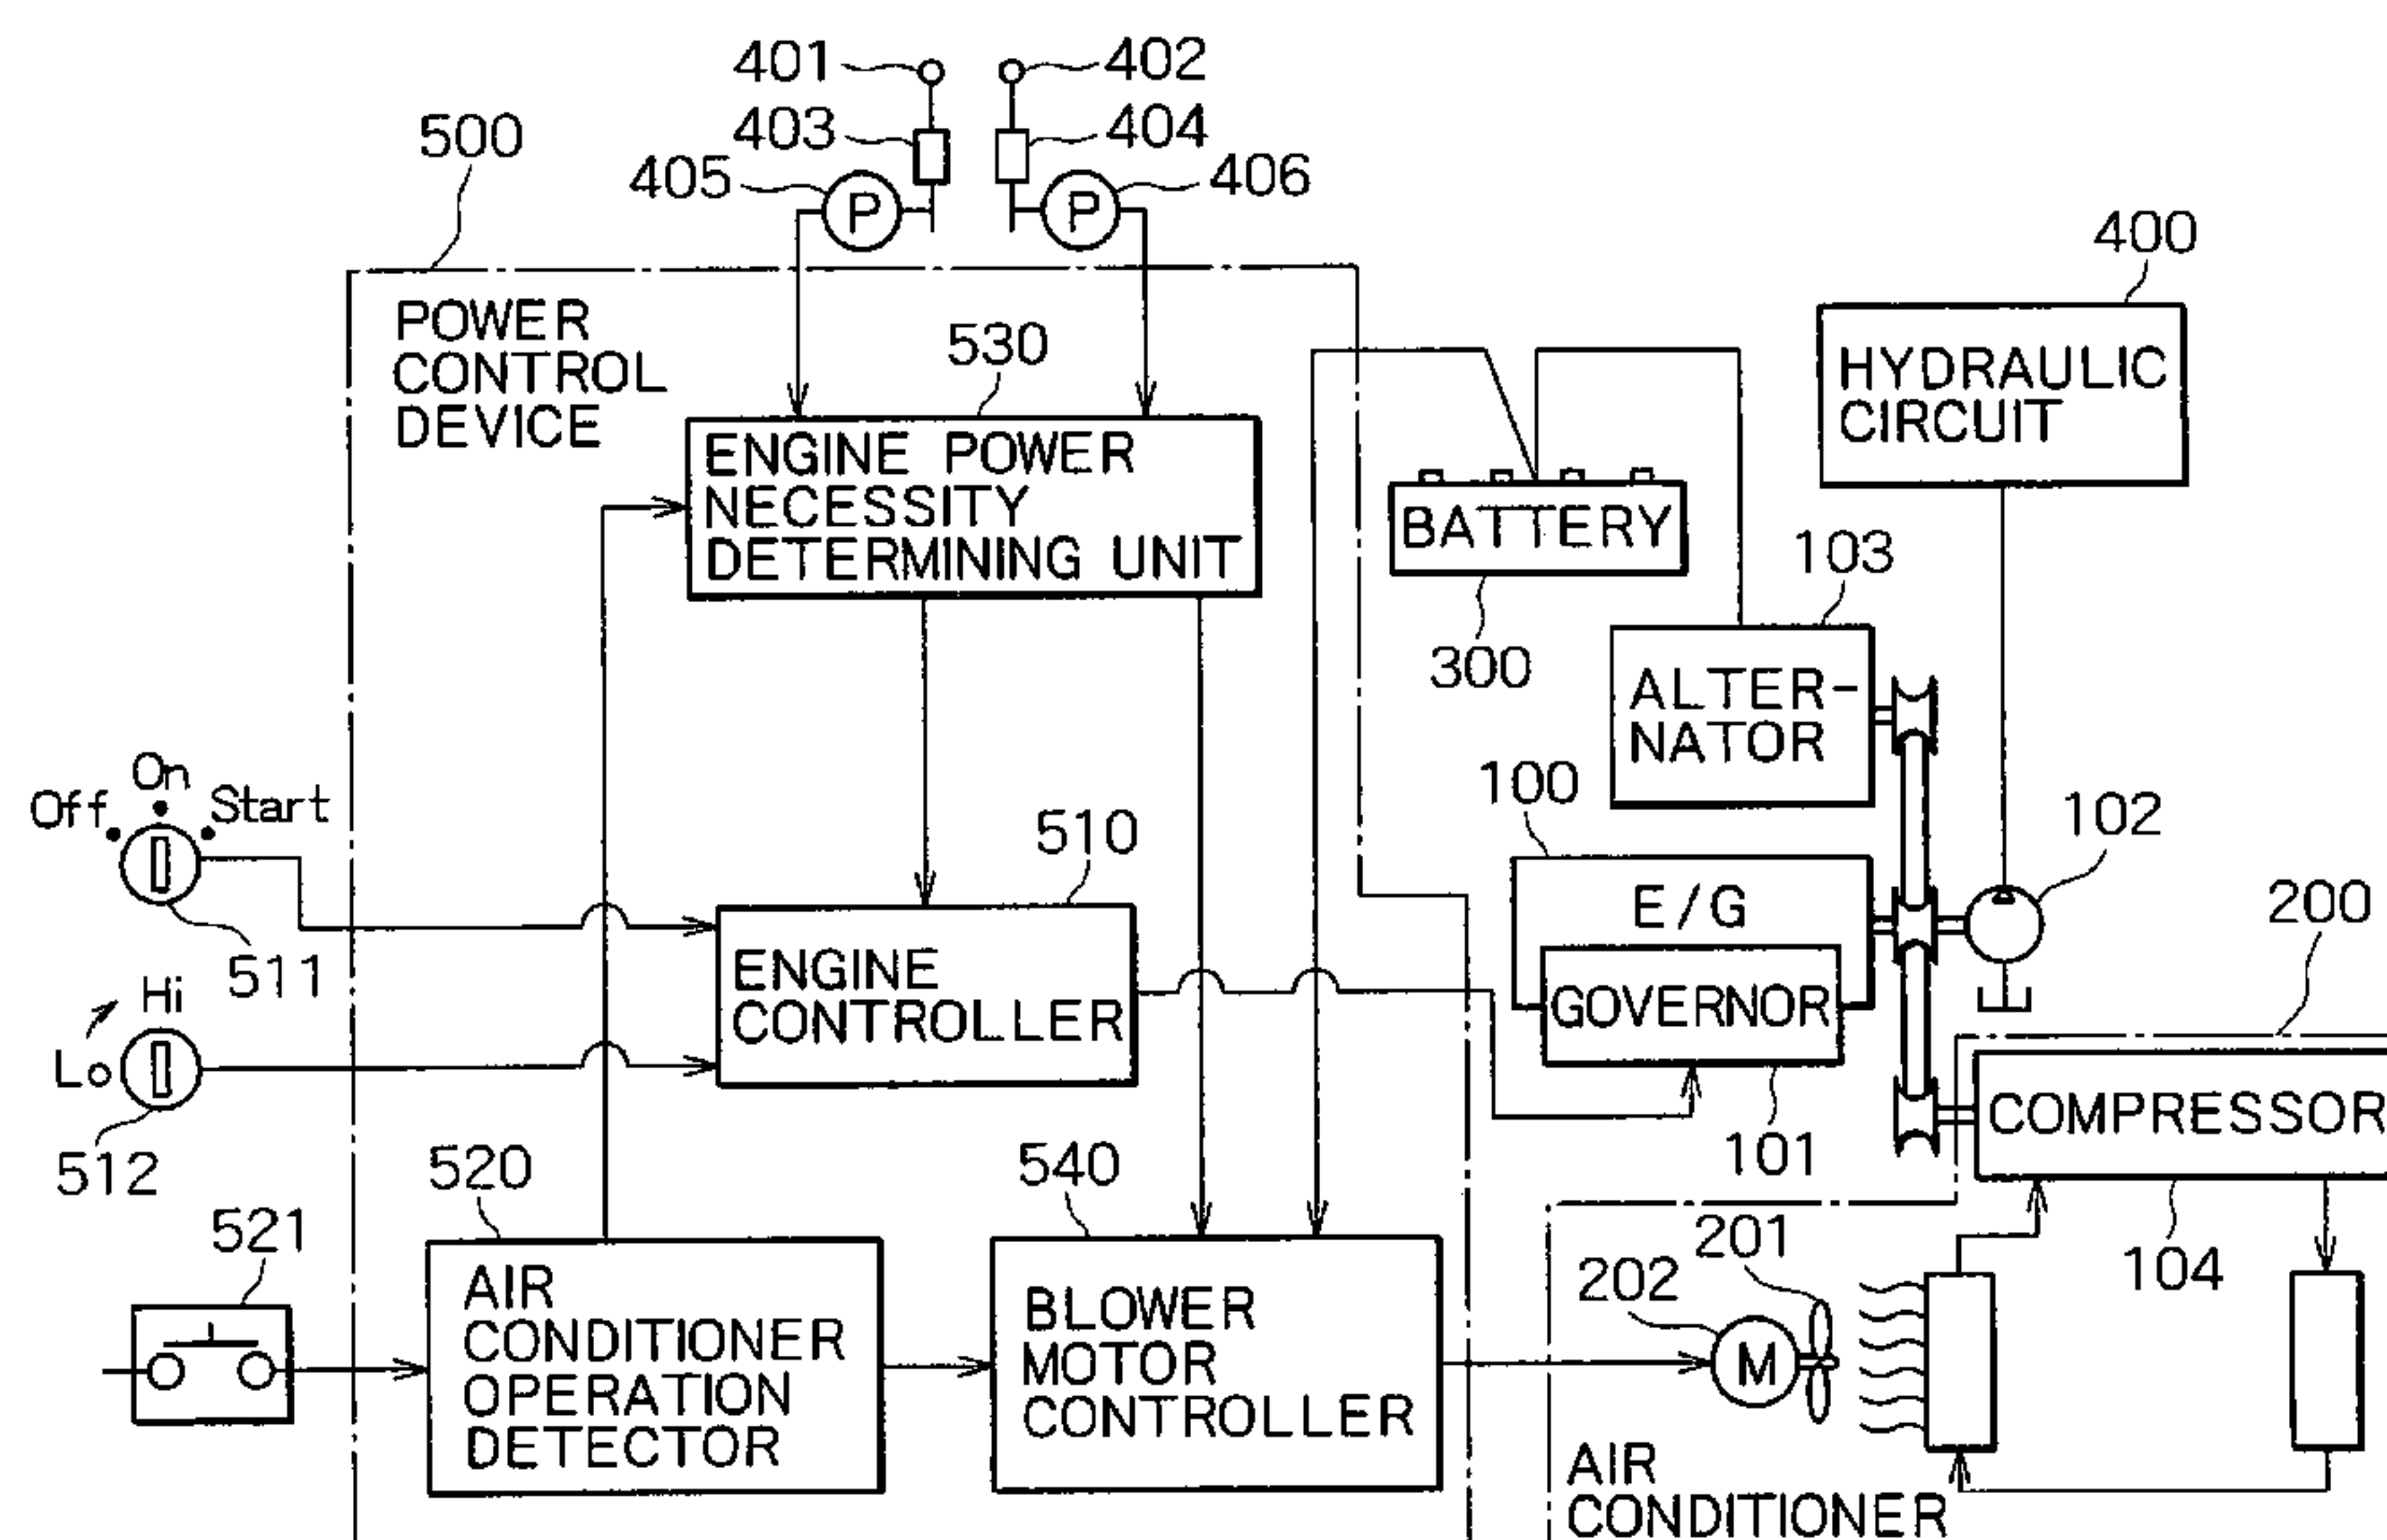 401
402
403
404
500
405
P
P
406
400
POWER
CONTROL
DEVICE
530
HYDRAULIC
CIRCUIT
ENGINE POWER
NECESSITY
DETERMINING UNIT
BATTERY
103
300
ALTER-
NATOR
On
Off
Start
100
510
102
E/G
200
511
ENGINE
CONTROLLER
GOVERNOR
Hi
Lo
512
COMPRESSOR
101
520
540
521
201
202
104
AIR
CONDITIONER
OPERATION
DETECTOR
BLOWER
MOTOR
CONTROLLER
M
AIR
CONDITIONER